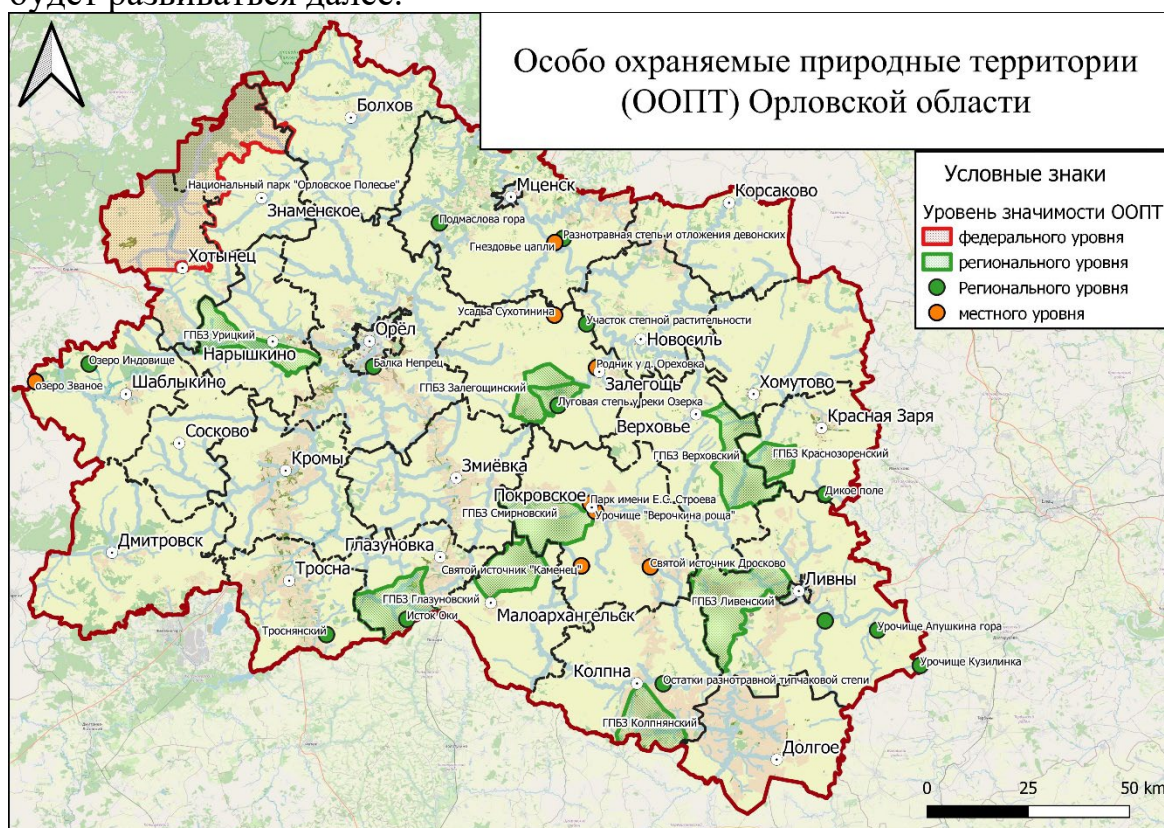 будет развиваться далее.
Особо охраняемые природные территории
(ООПТ) Орловской области
Условные знаки
Уровень значимости ООПТ
федерального уровня
регионального уровня
Регионального уровня
местного уровня
Болхов
Национальный парк "Орловское Полесье"
Знаменское
Мценск
Корсаково
Подмаслова гора
Разнотравная степь и отложения девонских
Гнездовье цапли
Хотынец
ГПБЗ Урицкий
Нарышкино
Орёл
Балка Непрец
Усадьба Сухотинина
Участок степной растительности
Новосиль
Озеро Индовище
озеро Званое
Шаблыкино
Родник у д. Ореховка
Залегощь
ГПБЗ Залегощинский
Луговая степь у реки Озерка
Хомутово
Верховье
Красная Заря
Сосково
Кромы
Змиёвка
ГПБЗ Верховский
ГПБЗ Краснозоренский
Дикое поле
Покровское
Парк имени Е.С. Строева
ГПБЗ Смирновский
Урочище "Верочкина роща"
Дмитровск
Тросна
Глазуновка
Святой источник "Каменец"
Святой источник Дросково
ГПБЗ Ливенский
Ливны
ГПБЗ Глазуновский
Исток Оки
Малоархангельск
Троснянский
Урочище Апушкина гора
Урочище Кузилинка
Колпна
Остатки разнотравной типчаковой степи
ГПБЗ Колпнянский
Долгое
0 25 50 km